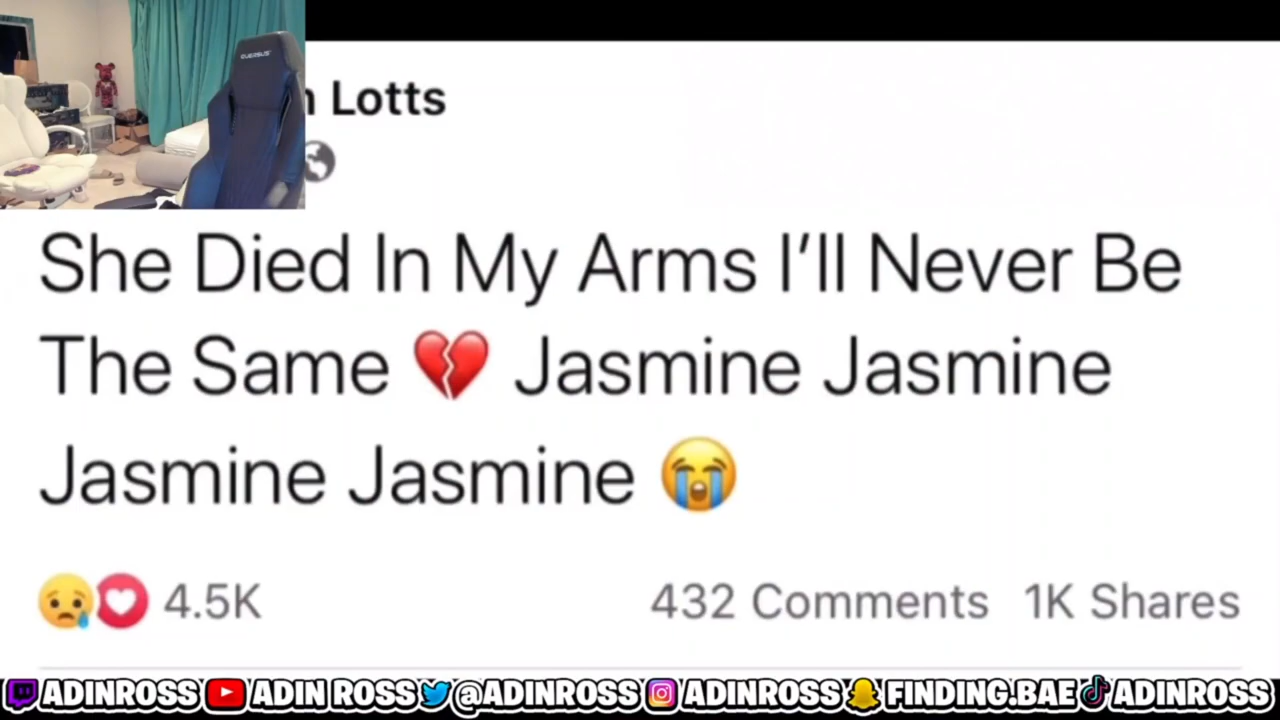 Lotts
She Died In My Arms I'll Never Be
The Same 💔 Jasmine Jasmine
Jasmine Jasmine 😭
4.5K 432 Comments 1K Shares
ADINROSS ADIN ROSS @ADINROSS ADINROSS FINDING.BAE ADINROSS